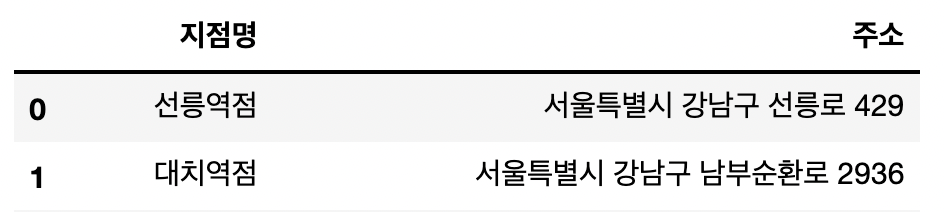 지점명 주소
0 선릉역점 서울특별시 강남구 선릉로 429
1 대치역점 서울특별시 강남구 남부순환로 2936